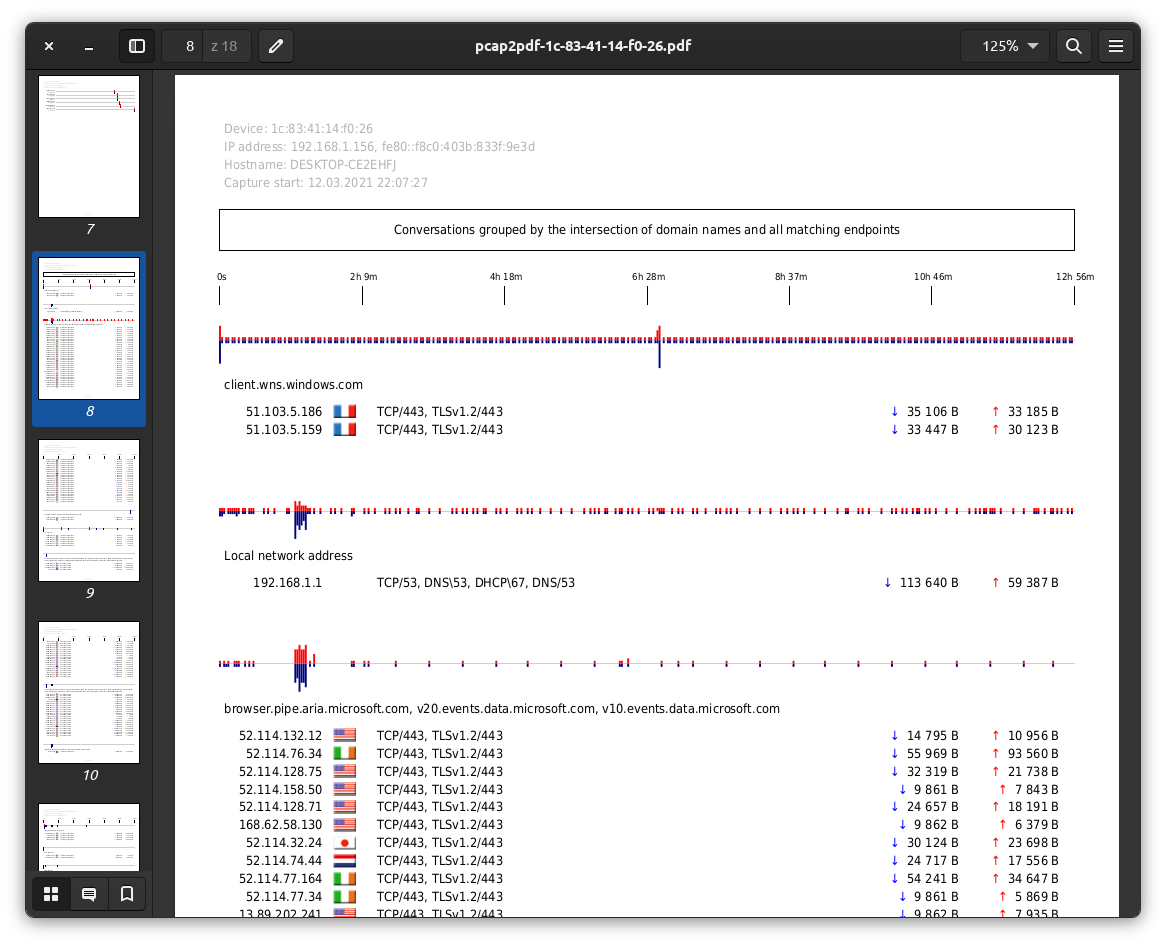 8 z 18 pcap2pdf-1c-83-41-14-f0-26.pdf 125%
7
8
9
10
Device: 1c:83:41:14:f0:26
IP address: 192.168.1.156, fe80::f8c0:403b:833f:9e3d
Hostname: DESKTOP-CE2EHFJ
Capture start: 12.03.2021 22:07:27
Conversations grouped by the intersection of domain names and all matching endpoints
0s 2h 9m 4h 18m 6h 28m 8h 37m 10h 46m 12h 56m
client.wns.windows.com
51.103.5.186 TCP/443, TLSv1.2/443 ↓ 35 106 B ↑ 33 185 B
51.103.5.159 TCP/443, TLSv1.2/443 ↓ 33 447 B ↑ 30 123 B
Local network address
192.168.1.1 TCP/53, DNS\53, DHCP\67, DNS/53 ↓ 113 640 B ↑ 59 387 B
browser.pipe.aria.microsoft.com, v20.events.data.microsoft.com, v10.events.data.microsoft.com
52.114.132.12 TCP/443, TLSv1.2/443 ↓ 14 795 B ↑ 10 956 B
52.114.76.34 TCP/443, TLSv1.2/443 ↓ 55 969 B ↑ 93 560 B
52.114.128.75 TCP/443, TLSv1.2/443 ↓ 32 319 B ↑ 21 738 B
52.114.158.50 TCP/443, TLSv1.2/443 ↓ 9 861 B ↑ 7 843 B
52.114.128.71 TCP/443, TLSv1.2/443 ↓ 24 657 B ↑ 18 191 B
168.62.58.130 TCP/443, TLSv1.2/443 ↓ 9 862 B ↑ 6 379 B
52.114.32.24 TCP/443, TLSv1.2/443 ↓ 30 124 B ↑ 23 698 B
52.114.74.44 TCP/443, TLSv1.2/443 ↓ 24 717 B ↑ 17 556 B
52.114.77.164 TCP/443, TLSv1.2/443 ↓ 54 241 B ↑ 34 647 B
52.114.77.34 TCP/443, TLSv1.2/443 ↓ 9 861 B ↑ 5 869 B
13.89.202.241 TCP/443, TLSv1.2/443 ↓ 9 862 B ↑ 7 935 B